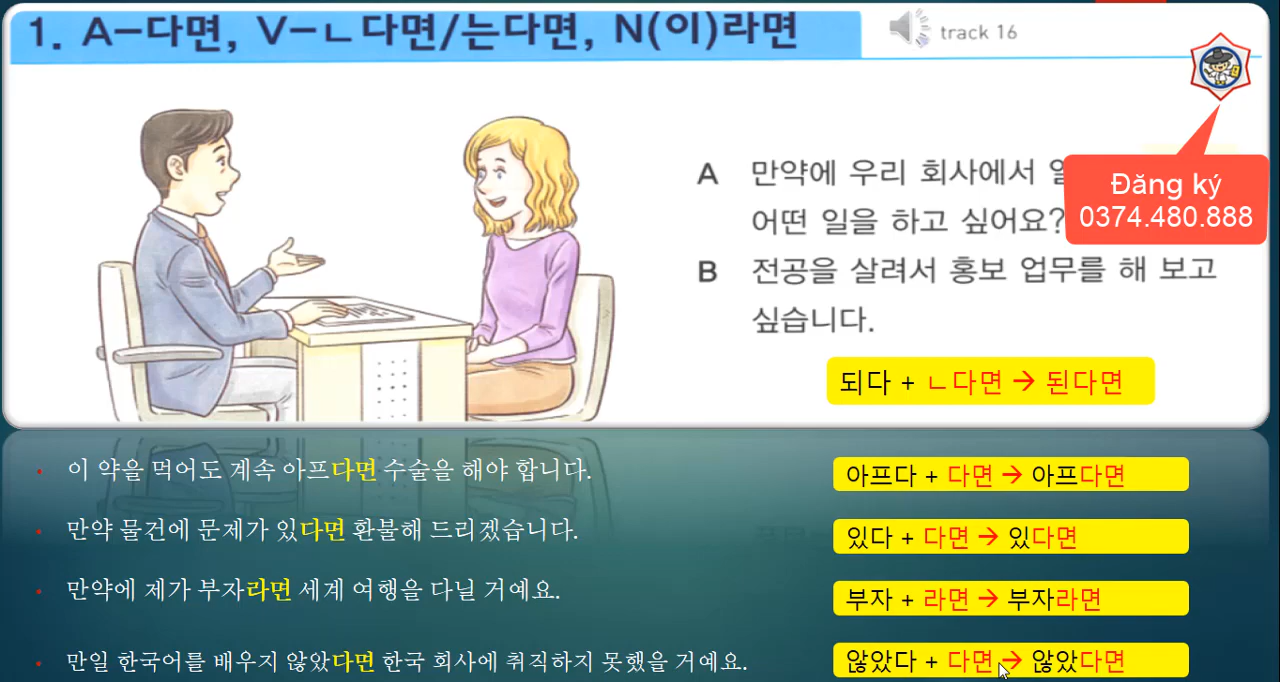 1. A–다면, V–ㄴ다면/는다면, N(이)라면
track 16
A 만약에 우리 회사에서
어떤 일을 하고 싶어요?
B 전공을 살려서 홍보 업무를 해 보고
싶습니다.
Đăng ký
0374.480.888
되다 + ㄴ다면 → 된다면
• 이 약을 먹어도 계속 아프다면 수술을 해야 합니다.
아프다 + 다면 → 아프다면
• 만약 물건에 문제가 있다면 환불해 드리겠습니다.
있다 + 다면 → 있다면
• 만약에 제가 부자라면 세계 여행을 다닐 거예요.
부자 + 라면 → 부자라면
• 만일 한국어를 배우지 않았다면 한국 회사에 취직하지 못했을 거예요.
않았다 + 다면 → 않았다면